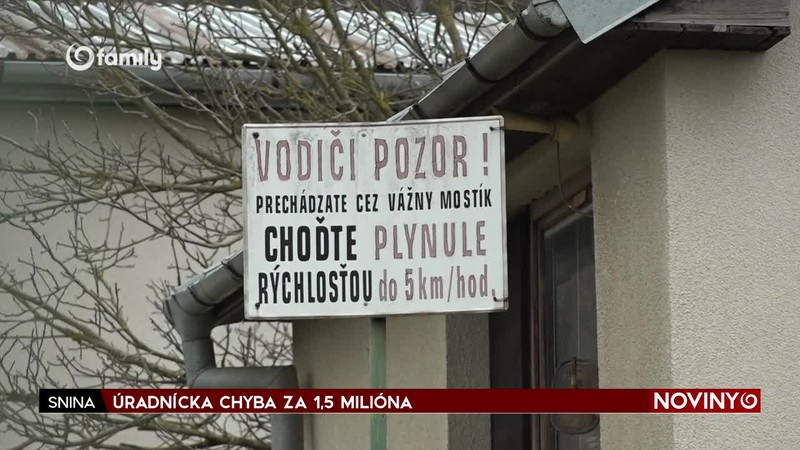 family
VODIČI POZOR !
PRECHÁDZATE CEZ VÁŽNY MOSTÍK
CHOĎTE PLYNULE
RÝCHLOSŤOU do 5km/hod.
SNINA ÚRADNÍCKA CHYBA ZA 1,5 MILIÓNA NOVINY